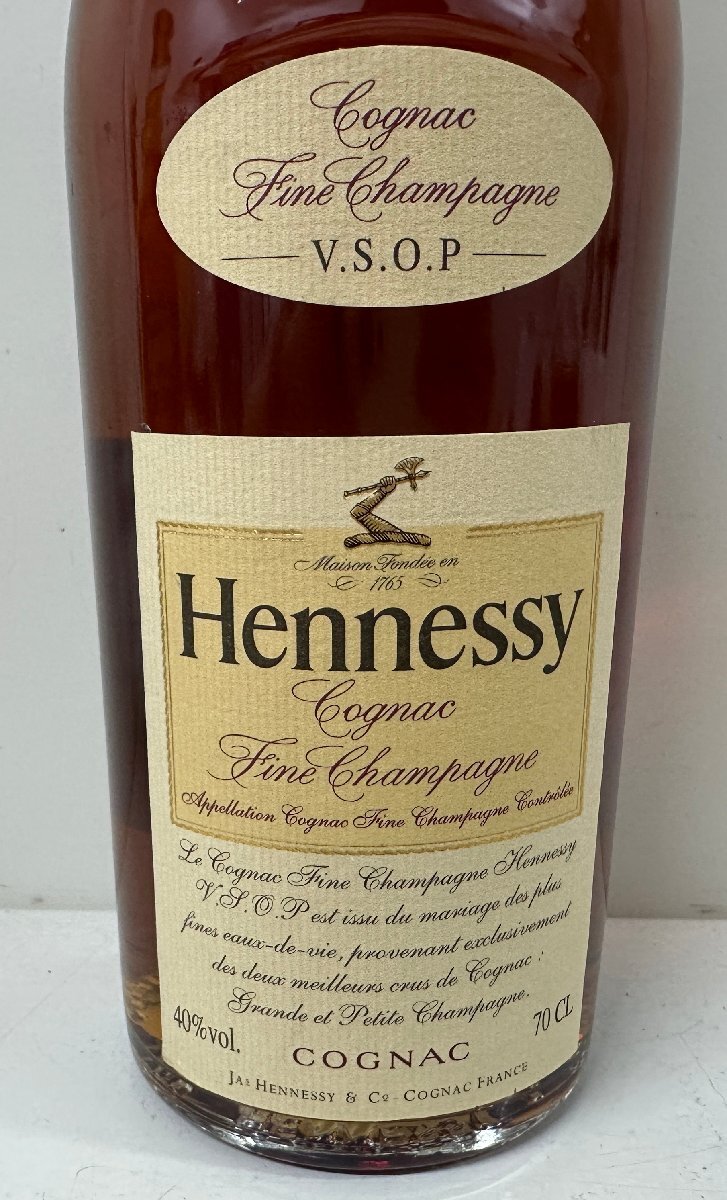 Cognac
Fine Champagne
V.S.O.P
Maison Fondée en
1765
Hennessy
Cognac
Fine Champagne
Appellation Cognac Fine Champagne Contrôlée
Le Cognac Fine Champagne Hennessy
V.S.O.P est issu du mariage des plus
fines eaux-de-vie, provenant exclusivement
des deux meilleurs crus de Cognac :
Grande et Petite Champagne.
40%vol. 70 CL
COGNAC
JAs HENNESSY & Co - COGNAC FRANCE